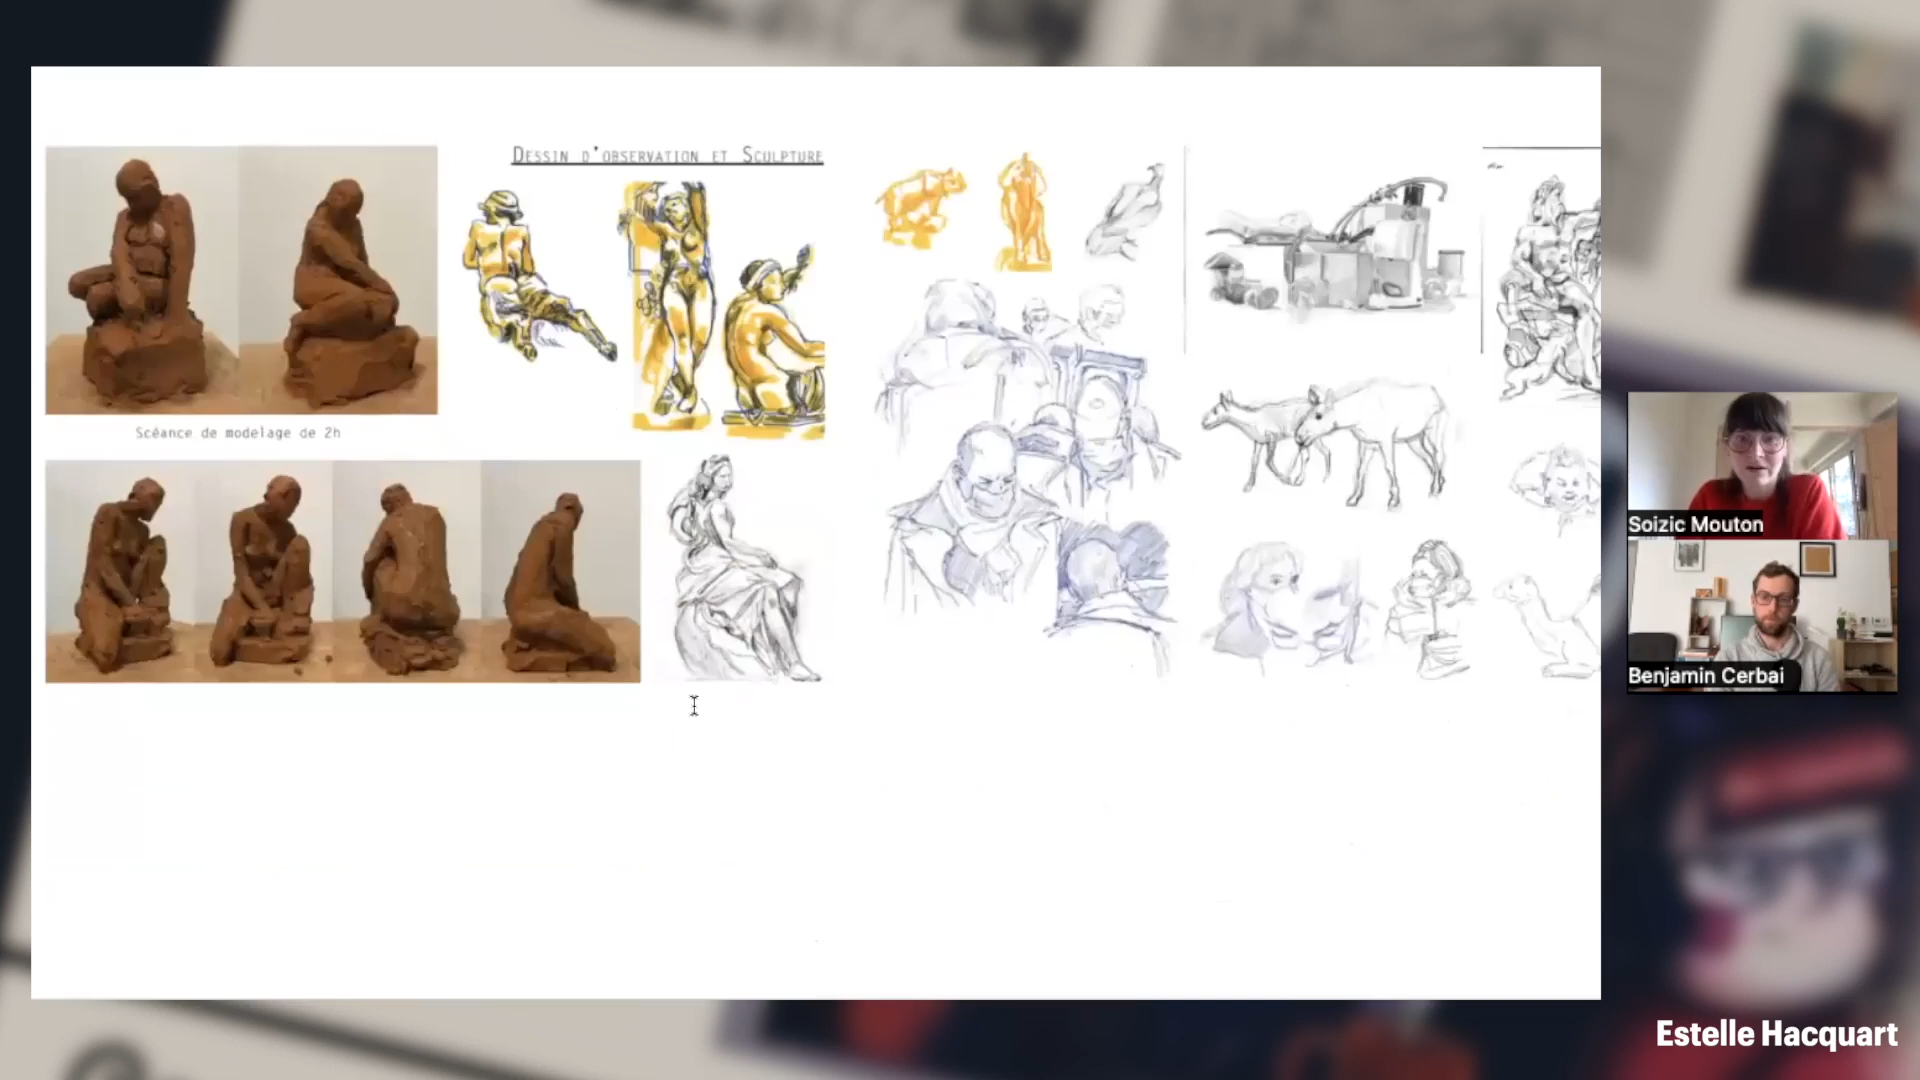 DESSIN D'OBSERVATION ET SCULPTURE
Scéance de modelage de 2h
Soizic Mouton
Benjamin Cerbai
Estelle Hacquart